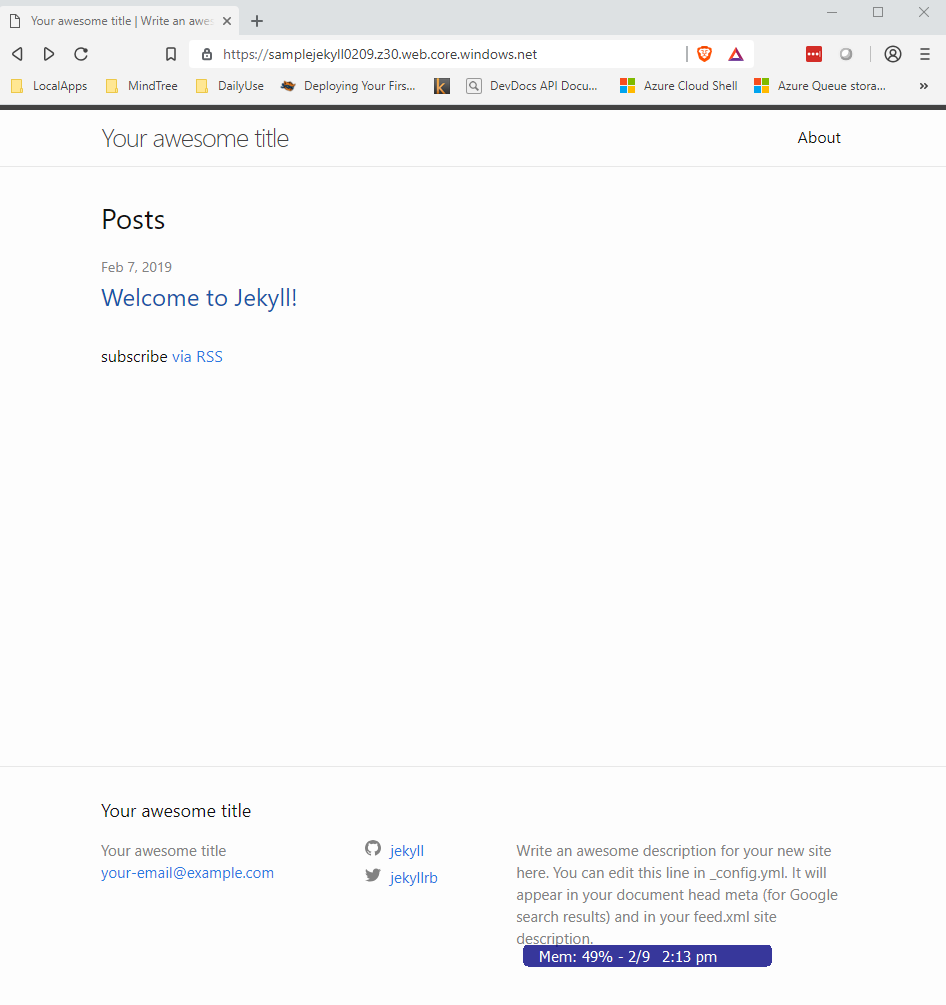 Your awesome title | Write an awes
https://samplejekyll0209.z30.web.core.windows.net
LocalApps MindTree DailyUse Deploying Your Firs... k DevDocs API Docu... Azure Cloud Shell Azure Queue stora... »
Your awesome title About
Posts
Feb 7, 2019
Welcome to Jekyll!
subscribe via RSS
Your awesome title
Your awesome title
your-email@example.com
jekyll
jekyllrb
Write an awesome description for your new site
here. You can edit this line in _config.yml. It will
appear in your document head meta (for Google
search results) and in your feed.xml site
description.
Mem: 49% - 2/9 2:13 pm